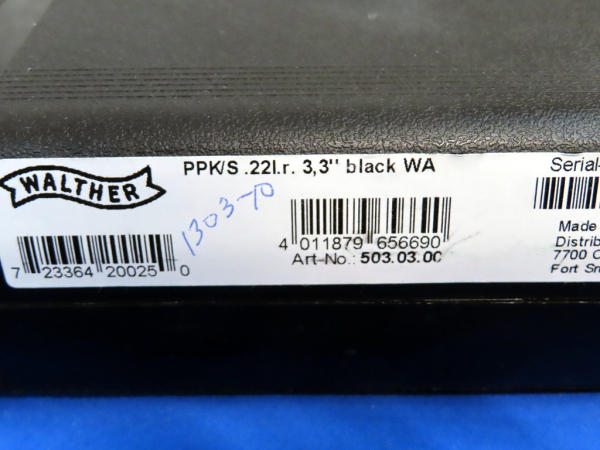 WALTHER
PPK/S .22l.r. 3,3'' black WA
1303-70
7 23364 20025 0
4 011879 656690
Art-No.: 503.03.00
Serial-
Made
Distrib
7700
Fort Sm